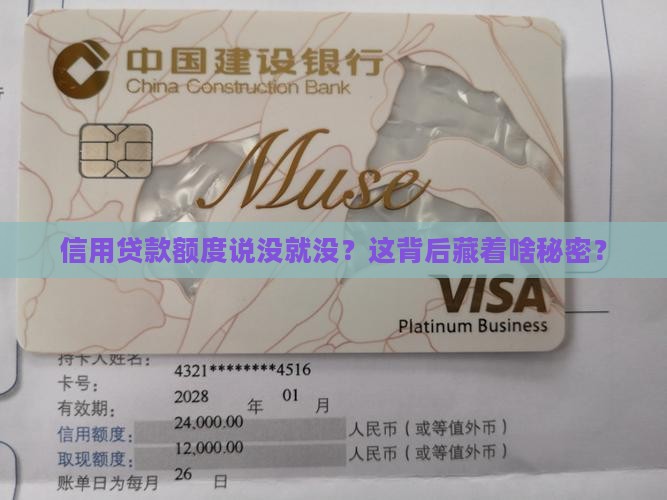 中国建设银行
China Construction Bank
Muse
信用贷款额度说没就没？这背后藏着啥秘密？
VISA
Platinum Business
持卡人姓名：
卡号： 4321********4516
有效期： 2028 年 01 月
信用额度： 24,000.00 人民币（或等值外币）
取现额度： 12,000.00 人民币（或等值外币）
账单日为每月 26 日